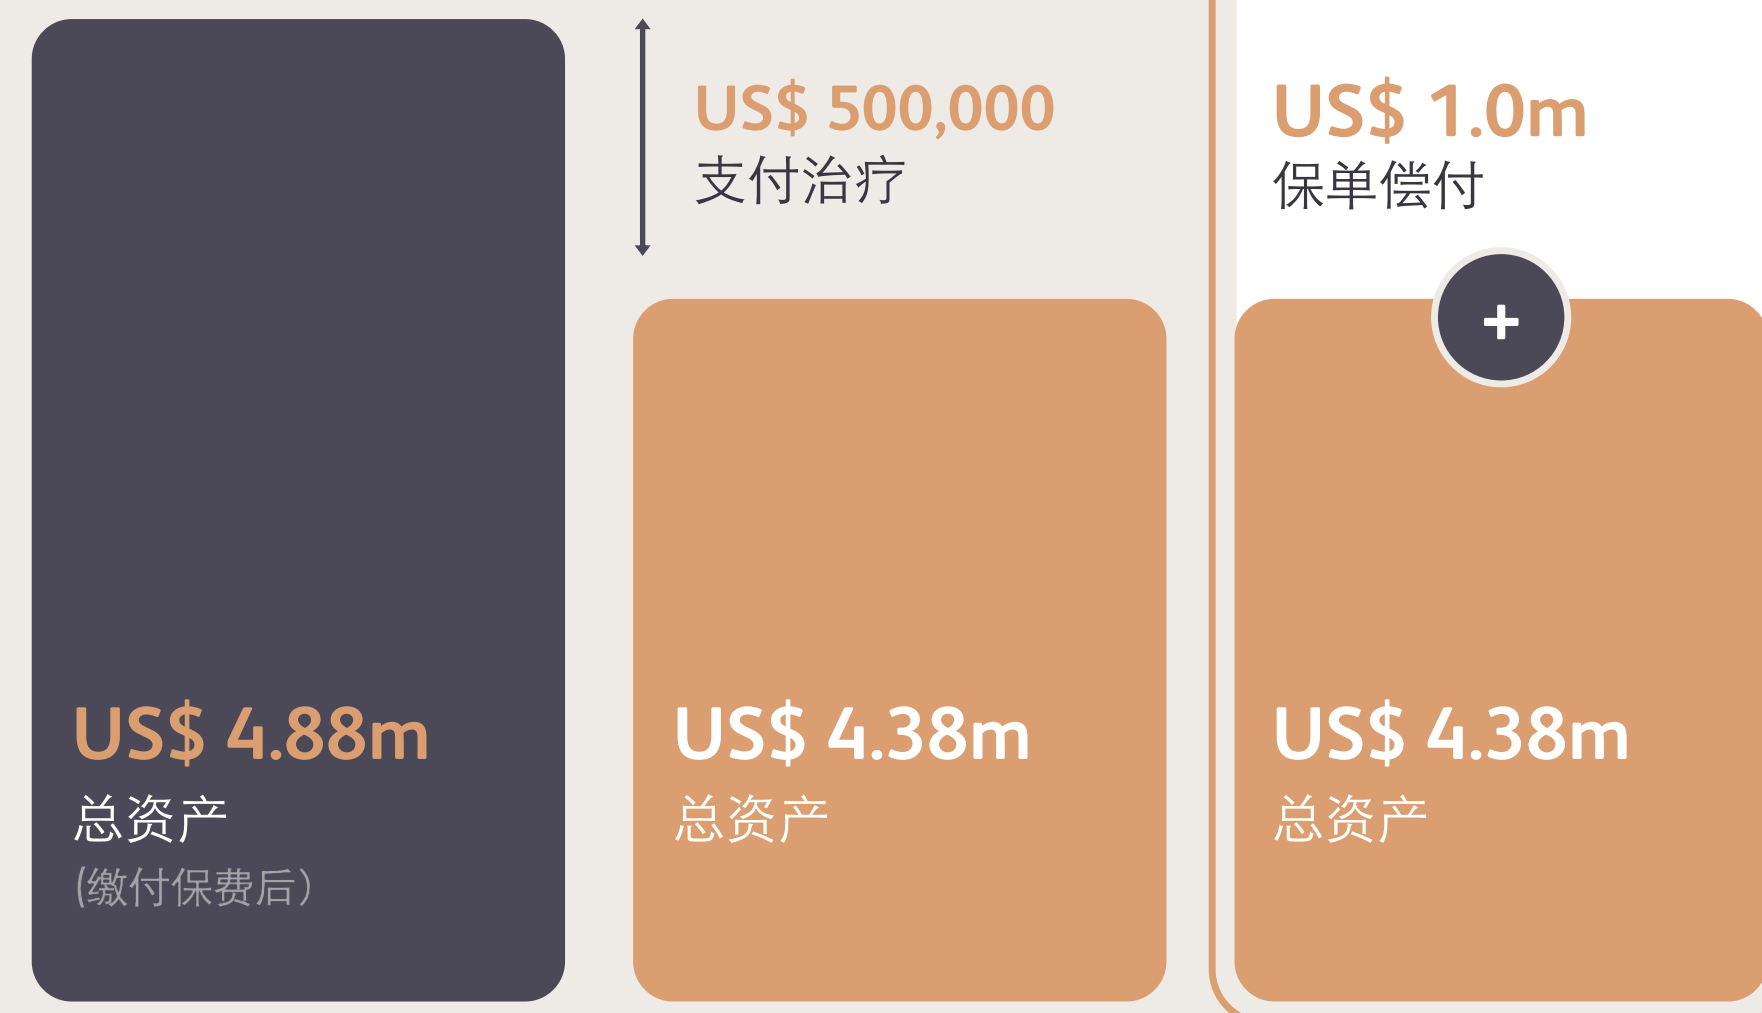 US$ 4.88m
总资产
(缴付保费后）
US$ 500,000
支付治疗
US$ 4.38m
总资产
US$ 1.0m
保单偿付
+
US$ 4.38m
总资产